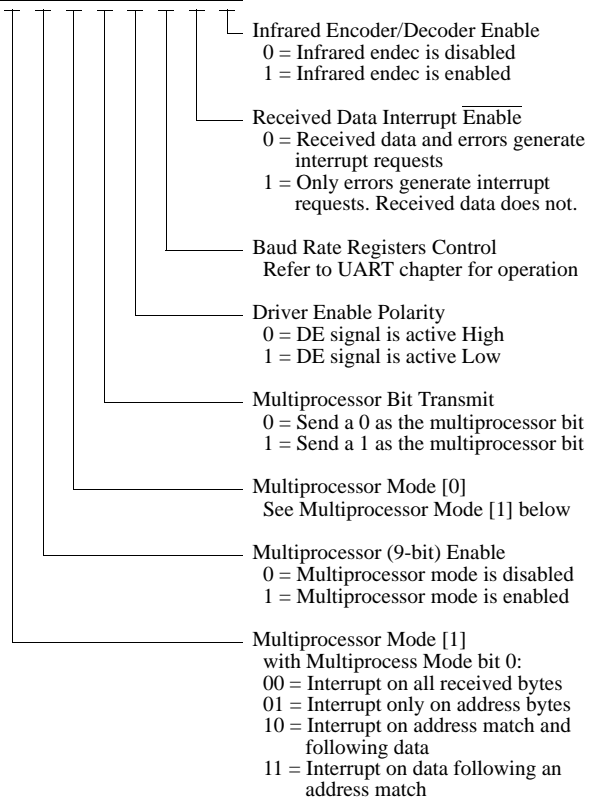 Infrared Encoder/Decoder Enable
0 = Infrared endec is disabled
1 = Infrared endec is enabled
Received Data Interrupt Enable
0 = Received data and errors generate
interrupt requests
1 = Only errors generate interrupt
requests. Received data does not.
Baud Rate Registers Control
Refer to UART chapter for operation
Driver Enable Polarity
0 = DE signal is active High
1 = DE signal is active Low
Multiprocessor Bit Transmit
0 = Send a 0 as the multiprocessor bit
1 = Send a 1 as the multiprocessor bit
Multiprocessor Mode [0]
See Multiprocessor Mode [1] below
Multiprocessor (9-bit) Enable
0 = Multiprocessor mode is disabled
1 = Multiprocessor mode is enabled
Multiprocessor Mode [1]
with Multiprocess Mode bit 0:
00 = Interrupt on all received bytes
01 = Interrupt only on address bytes
10 = Interrupt on address match and
following data
11 = Interrupt on data following an
address match